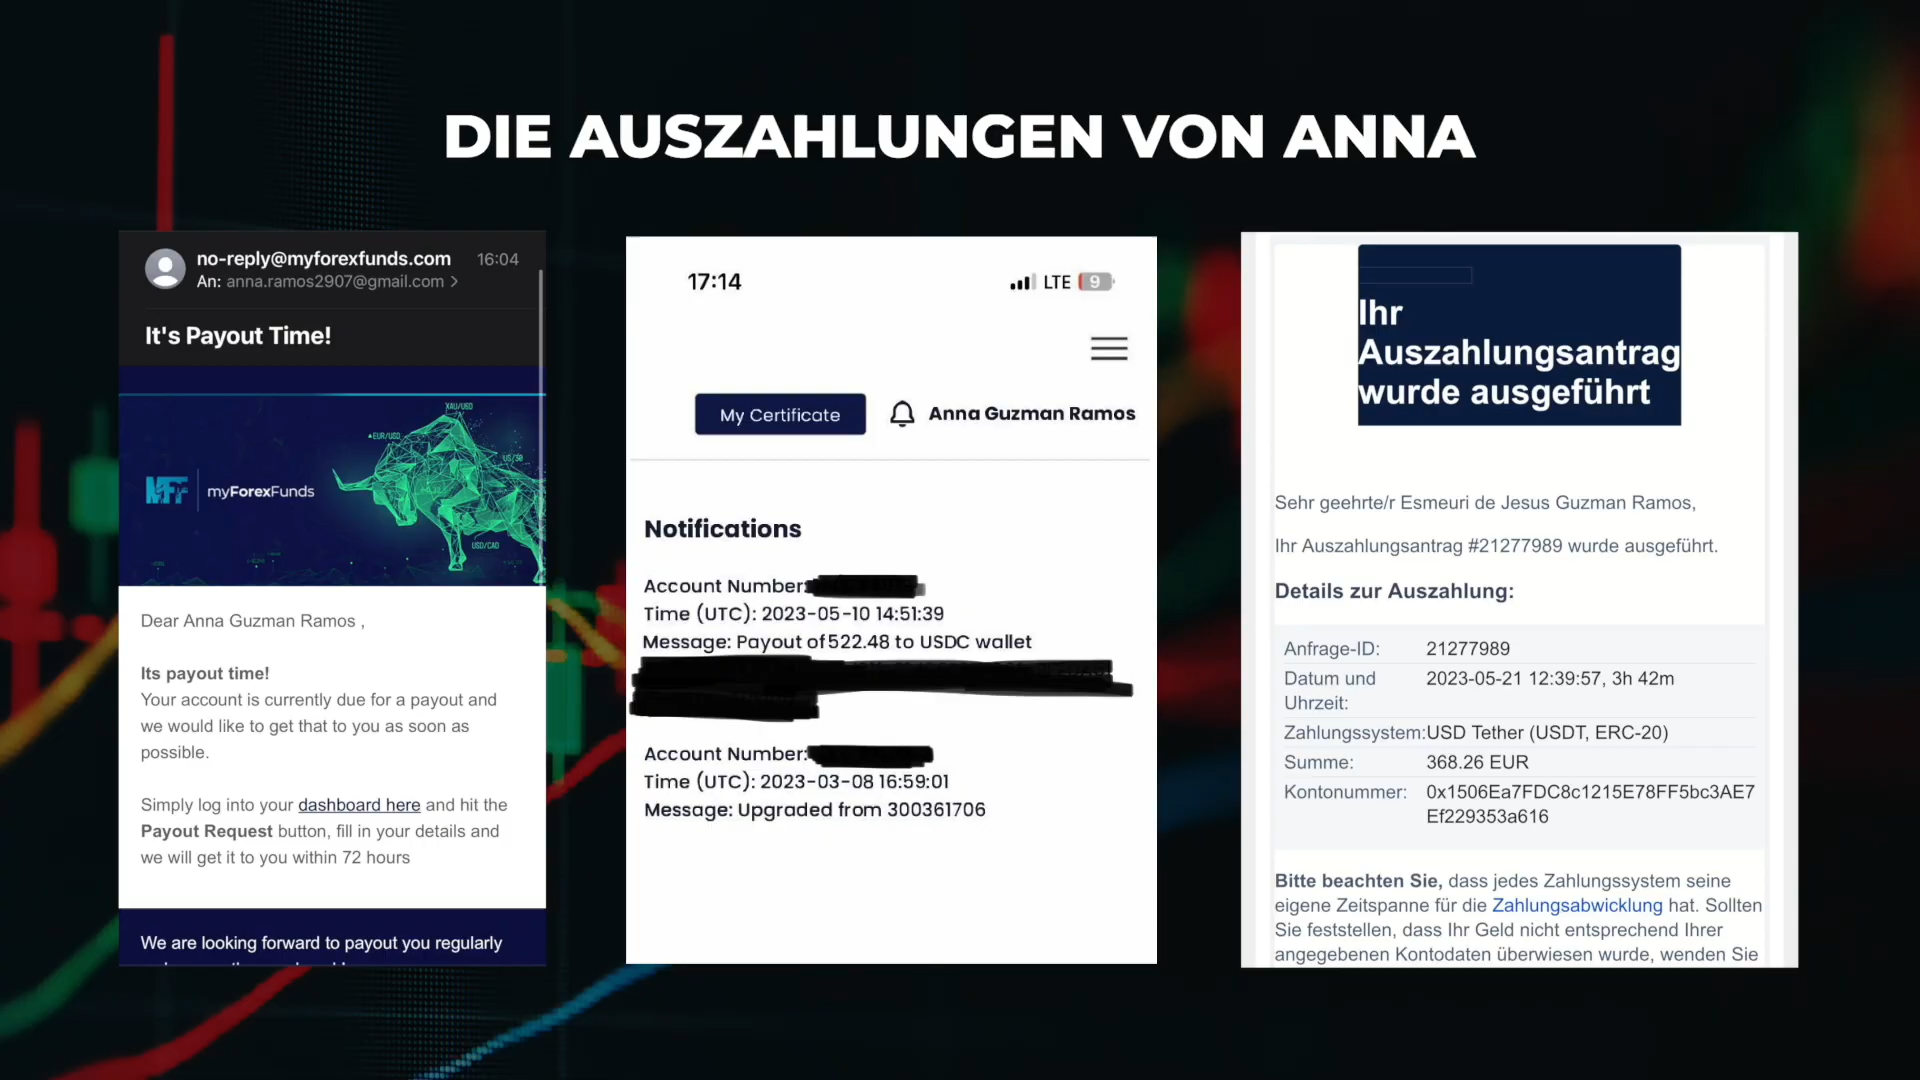 DIE AUSZAHLUNGEN VON ANNA
no-reply@myforexfunds.com 16:04
An: anna.ramos2907@gmail.com >
It's Payout Time!
XAU/USD
EUR/USD
US/30
USD/CAD
MFF myForexFunds
Dear Anna Guzman Ramos ,
Its payout time!
Your account is currently due for a payout and
we would like to get that to you as soon as
possible.
Simply log into your dashboard here and hit the
Payout Request button, fill in your details and
we will get it to you within 72 hours
We are looking forward to payout you regularly
17:14 LTE 9
My Certificate Anna Guzman Ramos
Notifications
Account Number:
Time (UTC): 2023-05-10 14:51:39
Message: Payout of 522.48 to USDC wallet
Account Number:
Time (UTC): 2023-03-08 16:59:01
Message: Upgraded from 300361706
Ihr
Auszahlungsantrag
wurde ausgeführt
Sehr geehrte/r Esmeuri de Jesus Guzman Ramos,
Ihr Auszahlungsantrag #21277989 wurde ausgeführt.
Details zur Auszahlung:
Anfrage-ID: 21277989
Datum und 2023-05-21 12:39:57, 3h 42m
Uhrzeit:
Zahlungssystem: USD Tether (USDT, ERC-20)
Summe: 368.26 EUR
Kontonummer: 0x1506Ea7FDC8c1215E78FF5bc3AE7
Ef229353a616
Bitte beachten Sie, dass jedes Zahlungssystem seine
eigene Zeitspanne für die Zahlungsabwicklung hat. Sollten
Sie feststellen, dass Ihr Geld nicht entsprechend Ihrer
angegebenen Kontodaten überwiesen wurde, wenden Sie